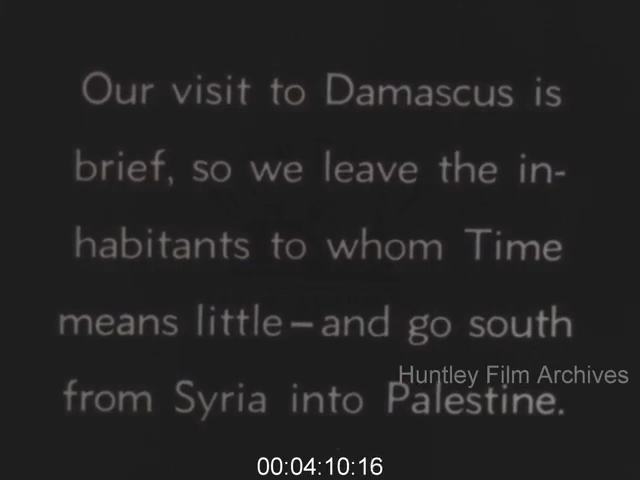 Our visit to Damascus is
brief, so we leave the in-
habitants to whom Time
means little–and go south
Huntley Film Archives
from Syria into Palestine.
00:04:10:16